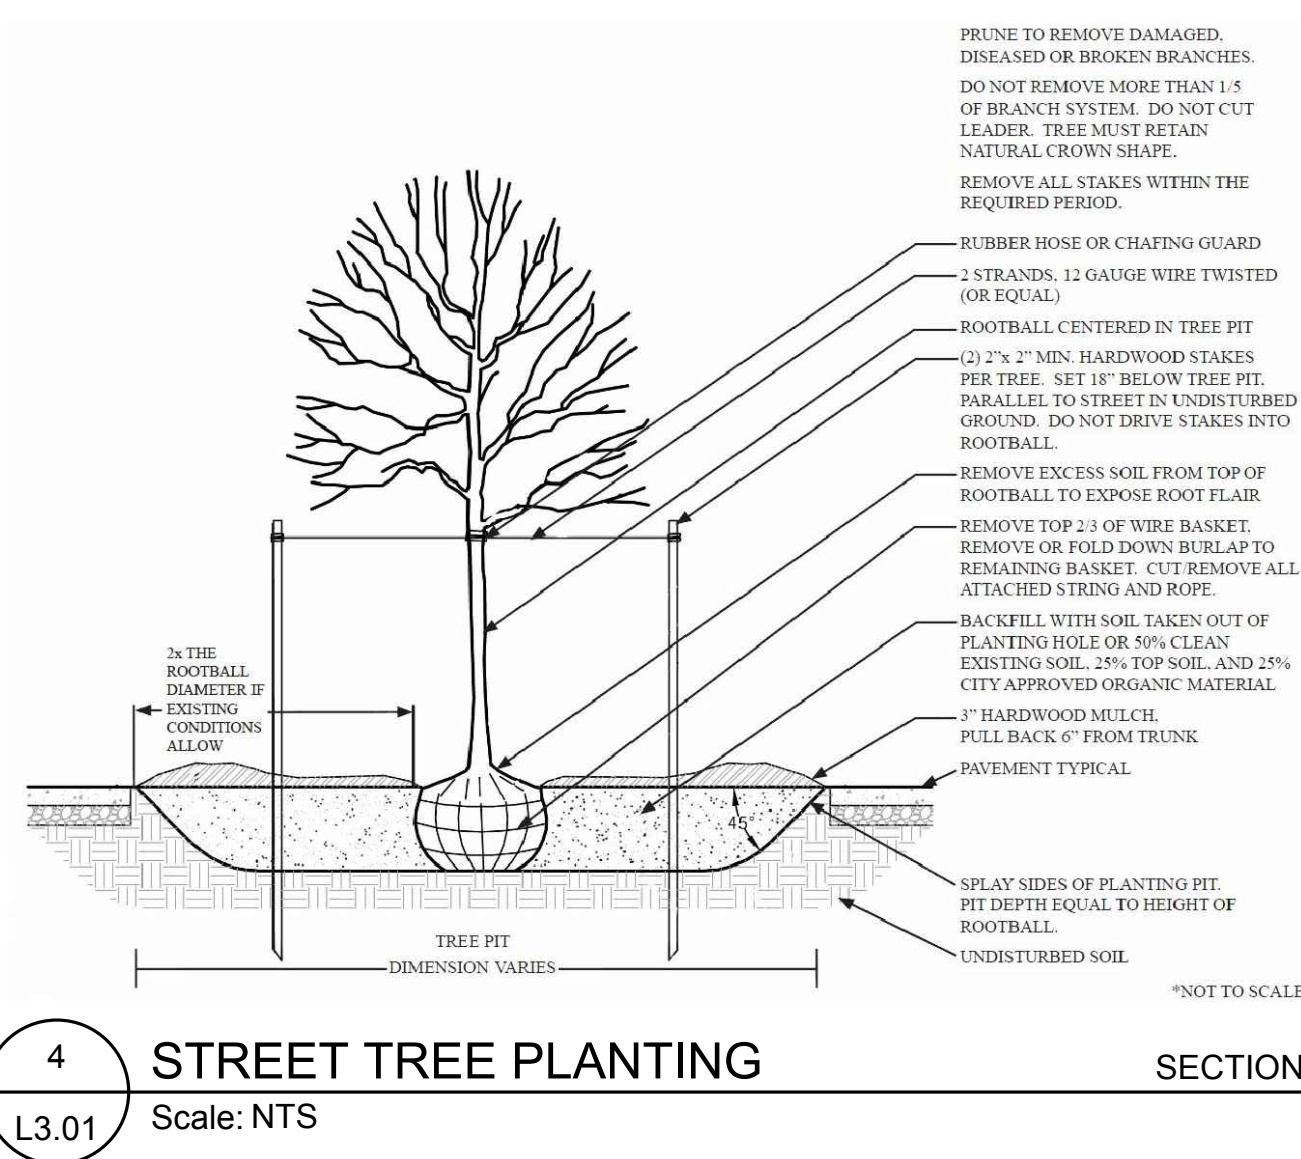 PRUNE TO REMOVE DAMAGED,
DISEASED OR BROKEN BRANCHES.
DO NOT REMOVE MORE THAN 1/5
OF BRANCH SYSTEM. DO NOT CUT
LEADER. TREE MUST RETAIN
NATURAL CROWN SHAPE.
REMOVE ALL STAKES WITHIN THE
REQUIRED PERIOD.
RUBBER HOSE OR CHAFING GUARD
2 STRANDS, 12 GAUGE WIRE TWISTED
(OR EQUAL)
ROOTBALL CENTERED IN TREE PIT
(2) 2”x 2” MIN. HARDWOOD STAKES
PER TREE. SET 18” BELOW TREE PIT,
PARALLEL TO STREET IN UNDISTURBED
GROUND. DO NOT DRIVE STAKES INTO
ROOTBALL.
REMOVE EXCESS SOIL FROM TOP OF
ROOTBALL TO EXPOSE ROOT FLAIR
REMOVE TOP 2/3 OF WIRE BASKET,
REMOVE OR FOLD DOWN BURLAP TO
REMAINING BASKET. CUT/REMOVE ALL
ATTACHED STRING AND ROPE.
BACKFILL WITH SOIL TAKEN OUT OF
PLANTING HOLE OR 50% CLEAN
EXISTING SOIL, 25% TOP SOIL, AND 25%
CITY APPROVED ORGANIC MATERIAL
3” HARDWOOD MULCH,
PULL BACK 6” FROM TRUNK
PAVEMENT TYPICAL
2x THE
ROOTBALL
DIAMETER IF
EXISTING
CONDITIONS
ALLOW
45°
SPLAY SIDES OF PLANTING PIT.
PIT DEPTH EQUAL TO HEIGHT OF
ROOTBALL.
UNDISTURBED SOIL
TREE PIT
DIMENSION VARIES
*NOT TO SCALE
4
STREET TREE PLANTING
SECTION
L3.01
Scale: NTS